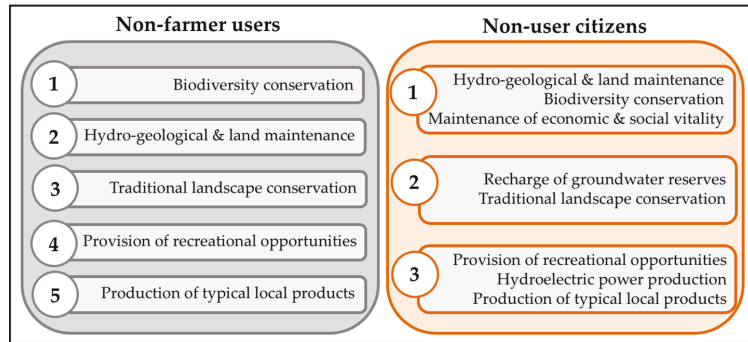 Non-farmer users
1
Biodiversity conservation
2
Hydro-geological & land maintenance
3
Traditional landscape conservation
4
Provision of recreational opportunities
5
Production of typical local products
Non-user citizens
1
Hydro-geological & land maintenance
Biodiversity conservation
Maintenance of economic & social vitality
2
Recharge of groundwater reserves
Traditional landscape conservation
3
Provision of recreational opportunities
Hydroelectric power production
Production of typical local products